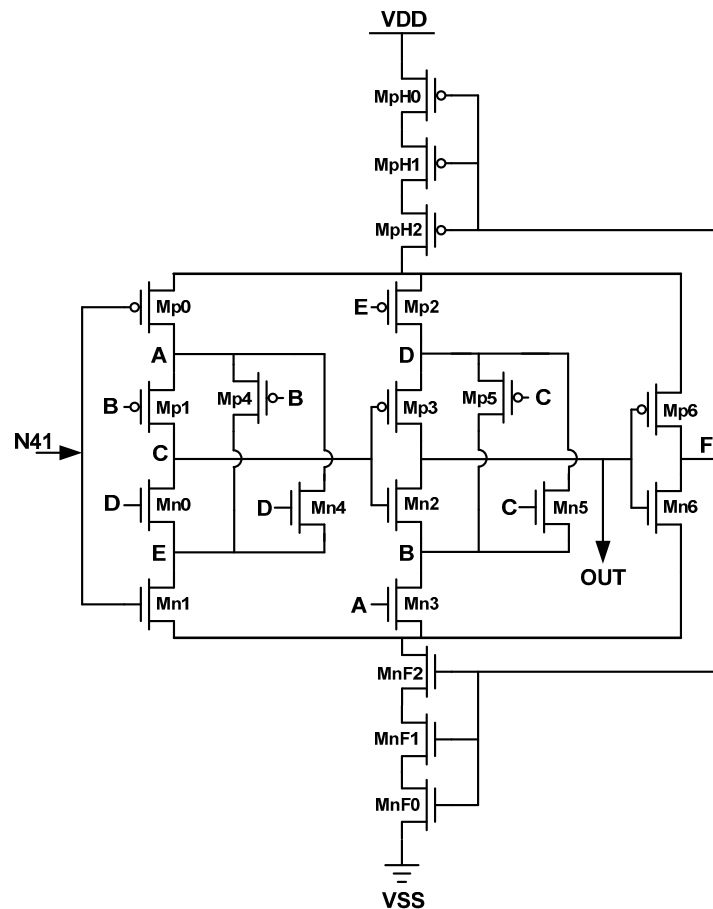 VDD
MpH0
MpH1
MpH2
Mp0
E
Mp2
A
D
B
Mp1
Mp4
B
Mp3
Mp5
C
Mp6
N41
C
F
D
Mn0
D
Mn4
Mn2
C
Mn5
Mn6
E
B
OUT
Mn1
A
Mn3
MnF2
MnF1
MnF0
VSS